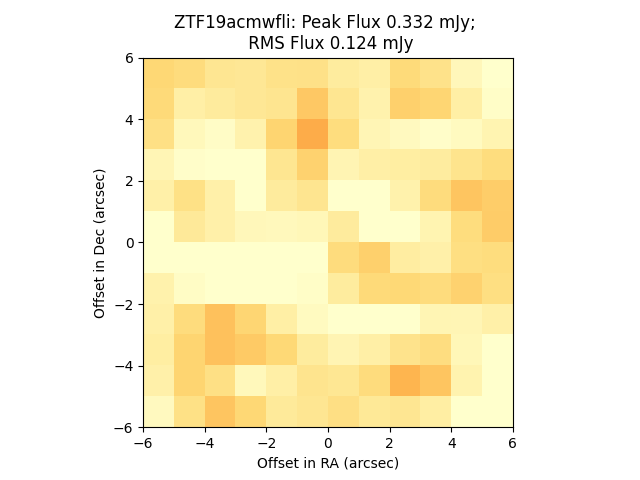 ZTF19acmwfli: Peak Flux 0.332 mJy;
RMS Flux 0.124 mJy
6
4
2
0
−2
−4
−6
Offset in Dec (arcsec)
−6 −4 −2 0 2 4 6
Offset in RA (arcsec)